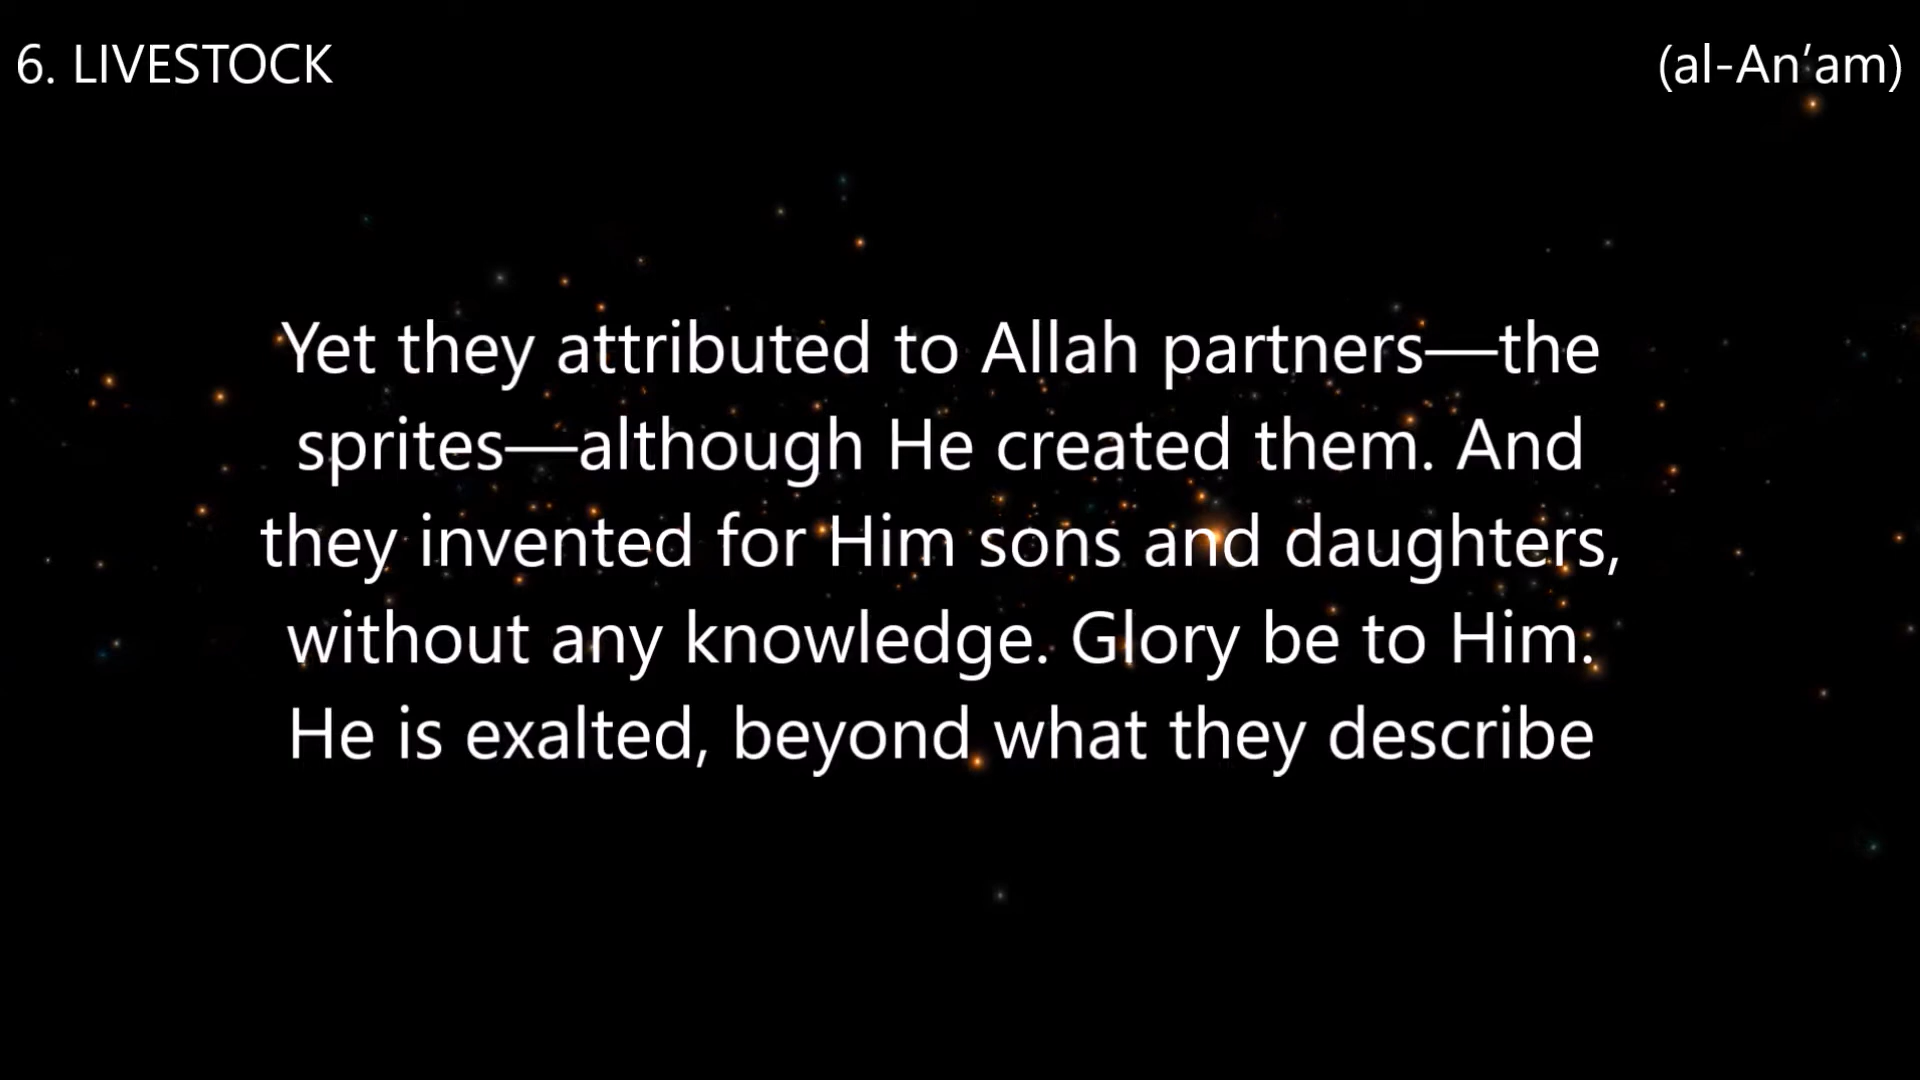 6. LIVESTOCK
(al-An’am)
Yet they attributed to Allah partners—the
sprites—although He created them. And
they invented for Him sons and daughters,
without any knowledge. Glory be to Him.
He is exalted, beyond what they describe